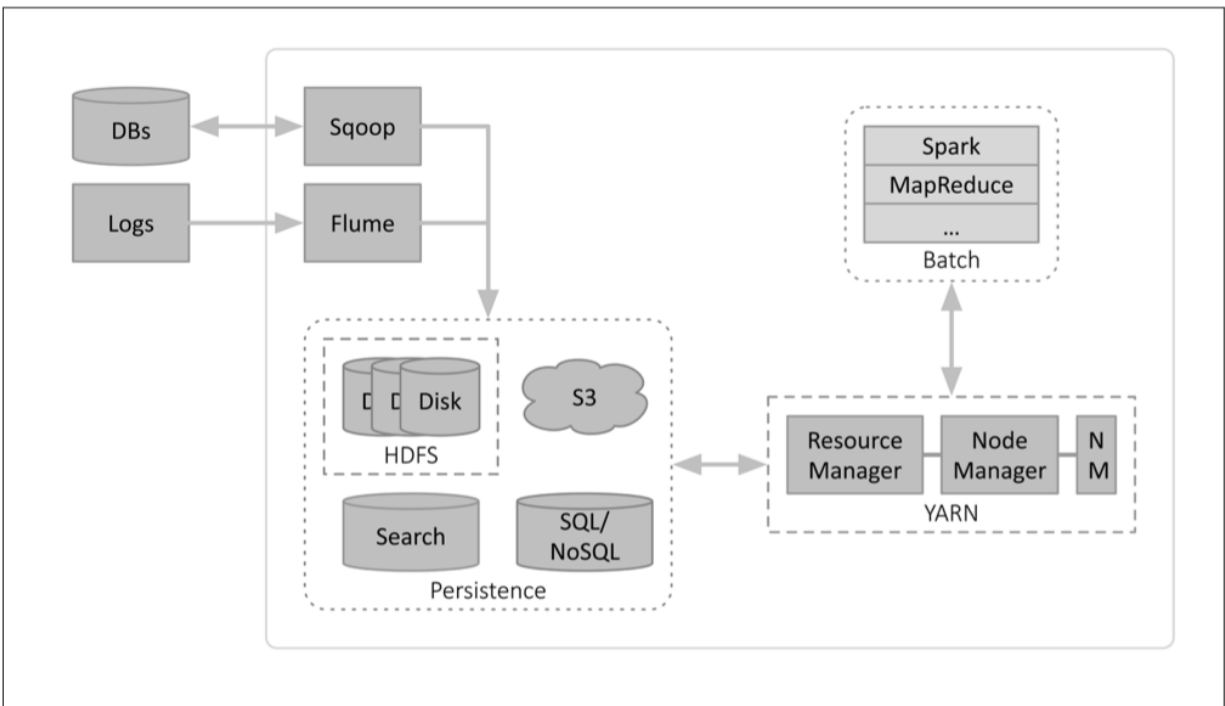 DBs
Sqoop
Logs
Flume
Spark
MapReduce
...
Batch
D
D
Disk
HDFS
S3
Search
SQL/
NoSQL
Persistence
Resource
Manager
Node
Manager
N
M
YARN